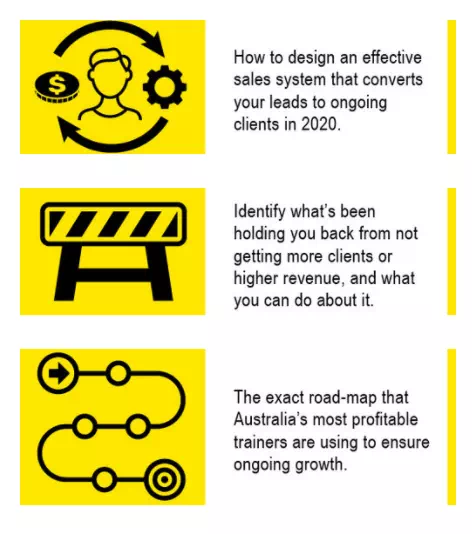 How to design an effective
sales system that converts
your leads to ongoing
clients in 2020.
Identify what's been
holding you back from not
getting more clients or
higher revenue, and what
you can do about it.
The exact road-map that
Australia's most profitable
trainers are using to ensure
ongoing growth.